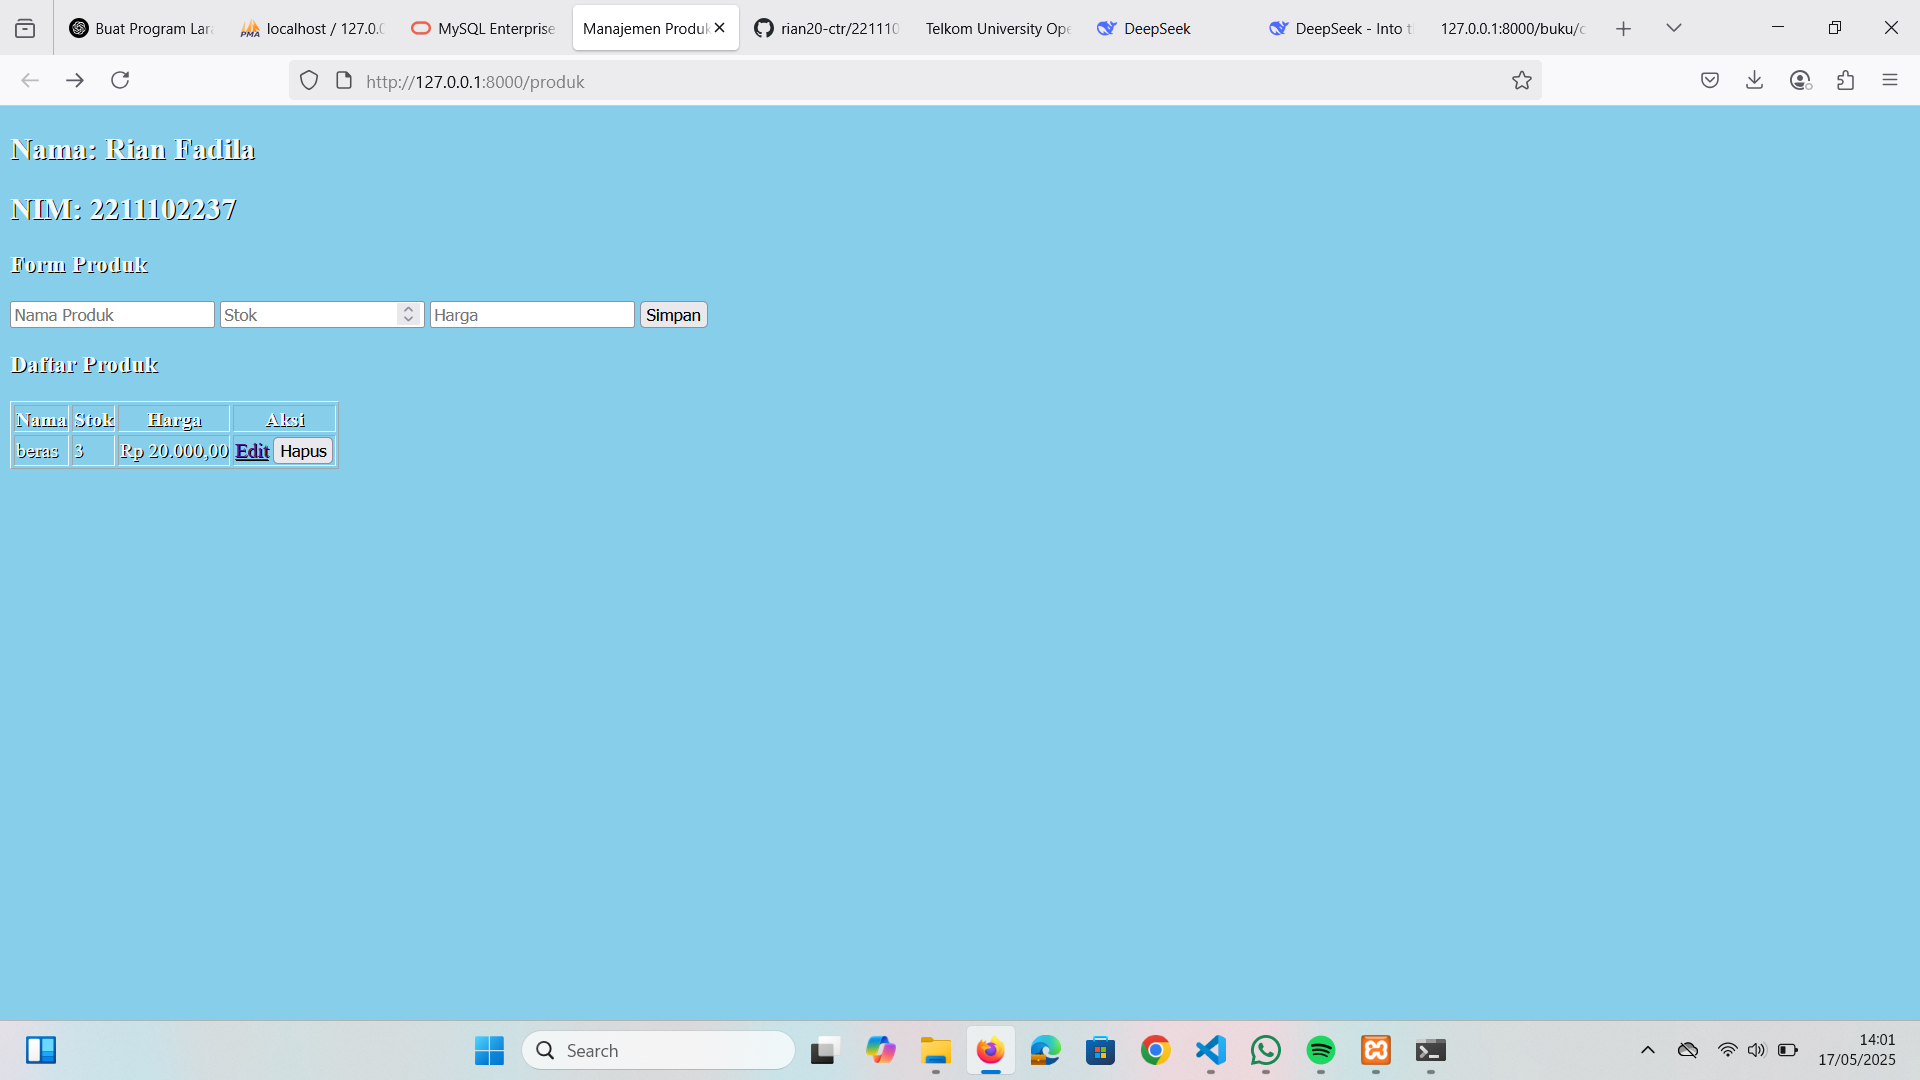 Buat Program Lar
localhost / 127.0.0
MySQL Enterprise
Manajemen Produk
rian20-ctr/221110
Telkom University Ope
DeepSeek
DeepSeek - Into t
127.0.0.1:8000/buku/c
http://127.0.0.1:8000/produk
Nama: Rian Fadila
NIM: 2211102237
Form Produk
Nama Produk Stok Harga Simpan
Daftar Produk
Nama Stok Harga Aksi
beras 3 Rp 20.000,00 Edit Hapus
Search
14:01
17/05/2025